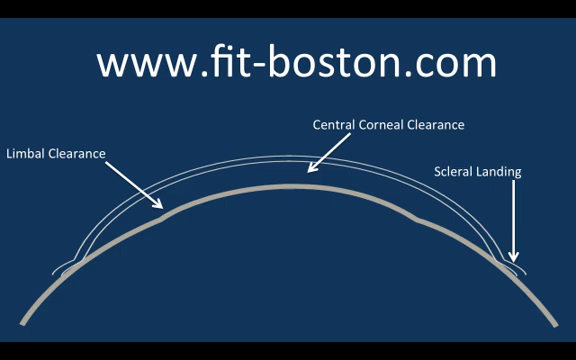 www.fit-boston.com
Central Corneal Clearance
Limbal Clearance
Scleral Landing